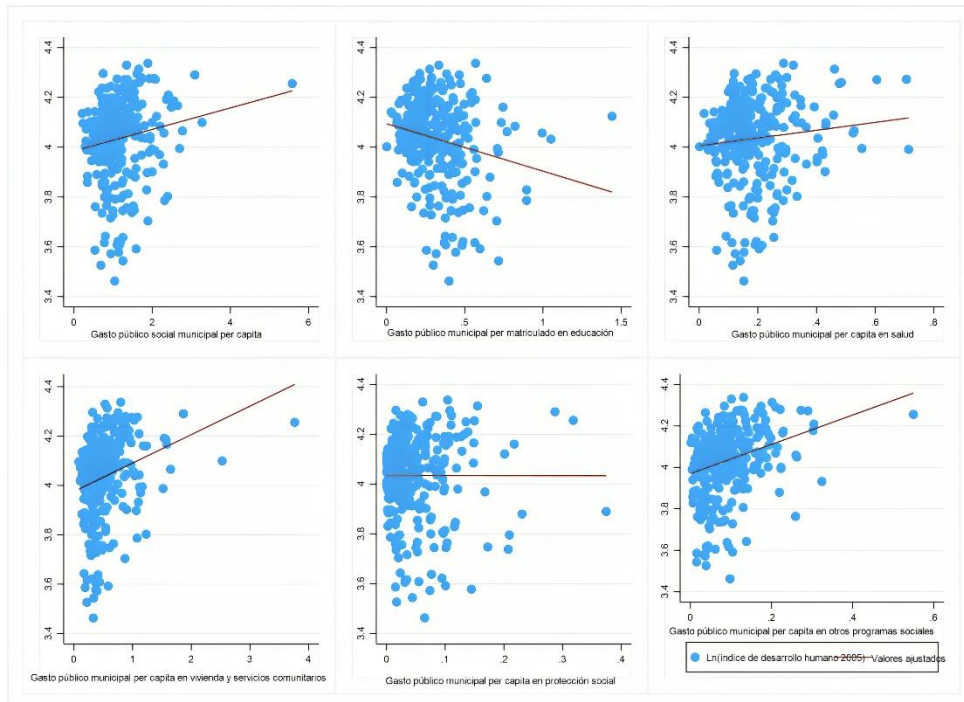 4.4
4.2
4
3.8
3.6
3.4
0 2 4 6
Gasto público social municipal per capita
4.4
4.2
4
3.8
3.6
3.4
0 .5 1 1.5
Gasto público municipal per matriculado en educación
4.4
4.2
4
3.8
3.6
3.4
0 .2 .4 .6 .8
Gasto público municipal per capita en salud
4.4
4.2
4
3.8
3.6
3.4
0 1 2 3 4
Gasto público municipal per capita en vivienda y servicios comunitarios
4.4
4.2
4
3.8
3.6
3.4
0 .1 .2 .3 .4
Gasto público municipal per capita en protección social
4.4
4.2
4
3.8
3.6
3.4
0 .2 .4 .6
Gasto público municipal per capita en otros programas sociales
Ln(índice de desarrollo humano 2005) Valores ajustados